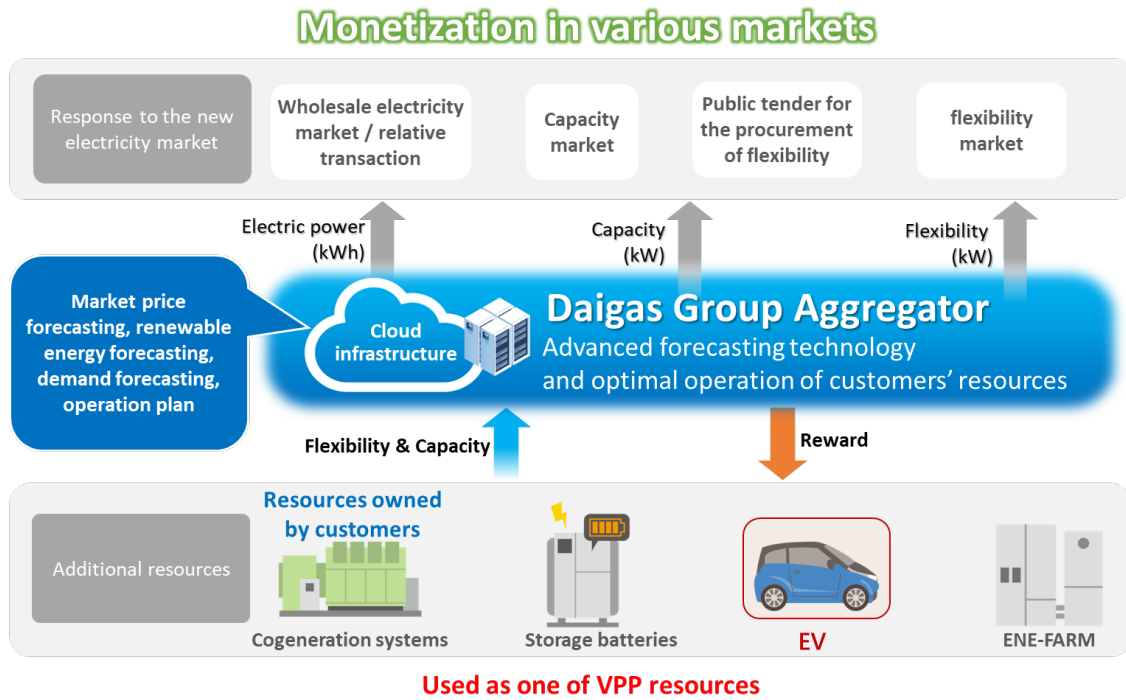 Monetization in various markets
Response to the new
electricity market
Wholesale electricity
market / relative
transaction
Capacity
market
Public tender for
the procurement
of flexibility
flexibility
market
Electric power
(kWh)
Capacity
(kW)
Flexibility
(kW)
Market price
forecasting, renewable
energy forecasting,
demand forecasting,
operation plan
Cloud
infrastructure
Daigas Group Aggregator
Advanced forecasting technology
and optimal operation of customers’ resources
Flexibility & Capacity
Reward
Additional resources
Resources owned
by customers
Cogeneration systems
Storage batteries
EV
ENE-FARM
Used as one of VPP resources